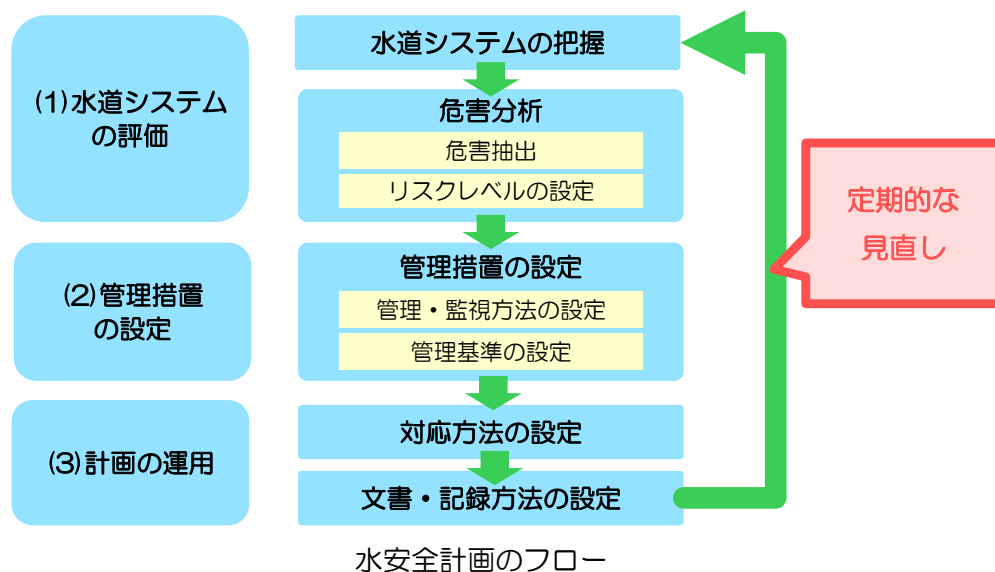 (1)水道システム
の評価
水道システムの把握
危害分析
危害抽出
リスクレベルの設定
(2)管理措置
の設定
管理措置の設定
管理・監視方法の設定
管理基準の設定
(3)計画の運用
対応方法の設定
文書・記録方法の設定
定期的な
見直し
水安全計画のフロー